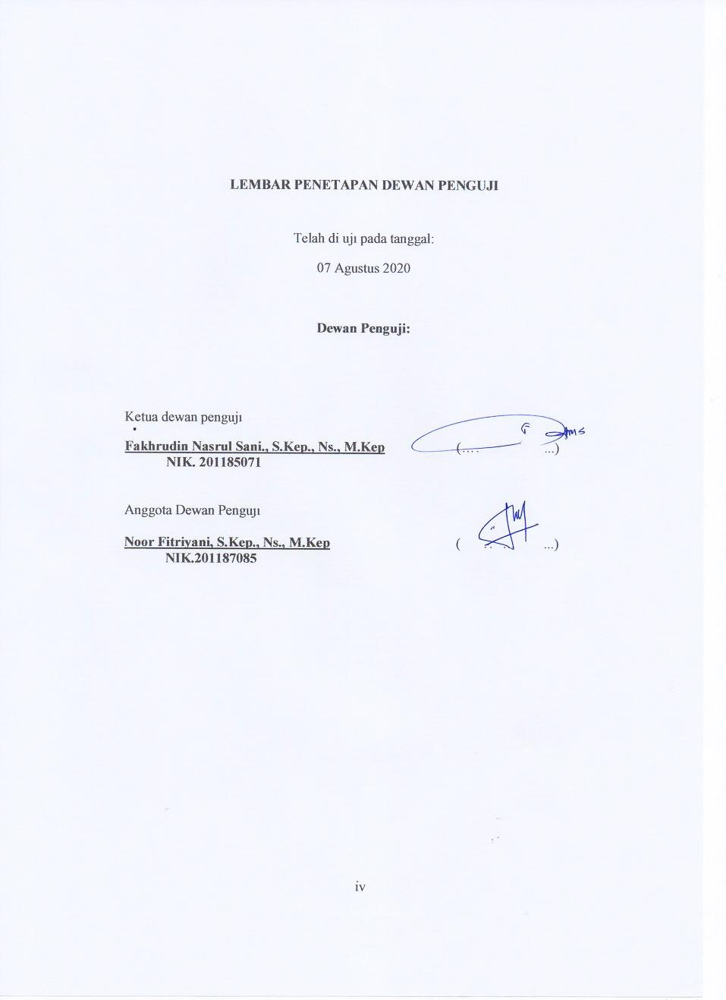 LEMBAR PENETAPAN DEWAN PENGUJI
Telah di uji pada tanggal:
07 Agustus 2020
Dewan Penguji:
Ketua dewan penguji
Fakhrudin Nasrul Sani., S.Kep., Ns., M.Kep
(.... ...)
NIK. 201185071
Anggota Dewan Penguji
Noor Fitriyani, S.Kep., Ns., M.Kep
( .. .. ...)
NIK.201187085
iv